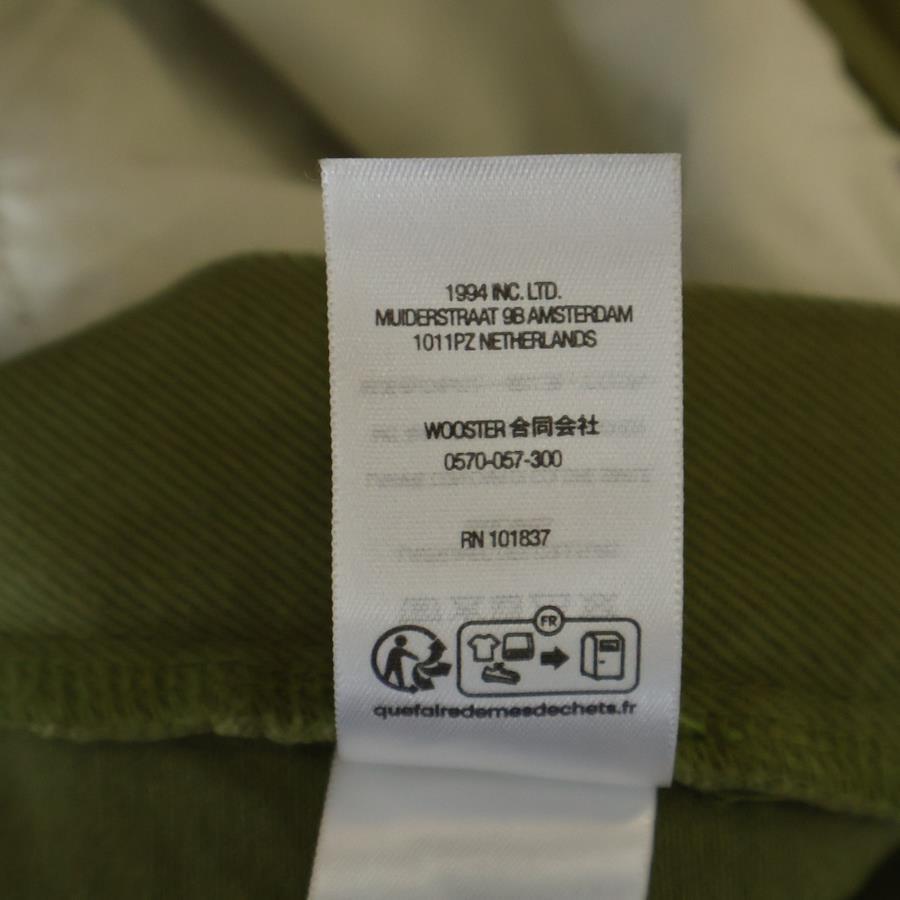 1994 INC. LTD.
MUIDERSTRAAT 9B AMSTERDAM
1011PZ NETHERLANDS
WOOSTER 合同会社
0570-057-300
RN 101837
FR
quefairedemesdechets.fr